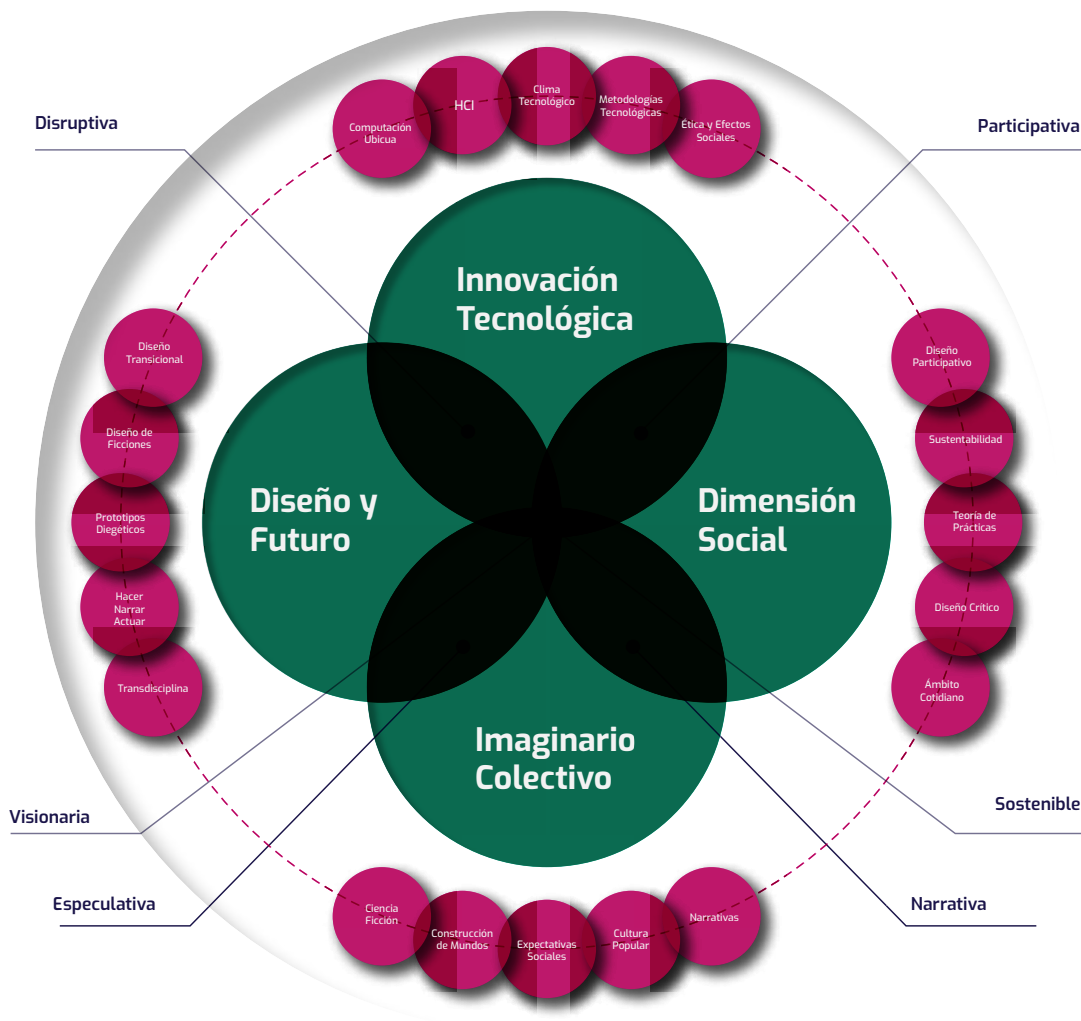 Clima
Tecnológico
HCI
Metodologías
Tecnológicas
Disruptiva
Computación
Ubicua
Ética y Efectos
Sociales
Participativa
Innovación
Tecnológica
Diseño
Transicional
Diseño
Participativo
Diseño de
Ficciones
Sustentabilidad
Diseño y
Futuro
Dimensión
Social
Prototipos
Diegéticos
Teoría de
Prácticas
Hacer
Narrar
Actuar
Diseño Crítico
Transdisciplina
Ámbito
Cotidiano
Imaginario
Colectivo
Visionaria
Sostenible
Especulativa
Narrativa
Ciencia
Ficción
Construcción
de Mundos
Expectativas
Sociales
Cultura
Popular
Narrativas